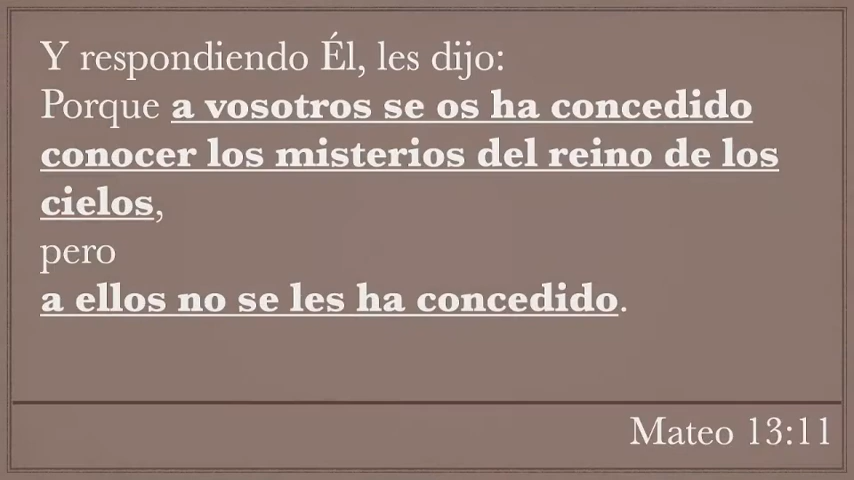 Y respondiendo Él, les dijo:
Porque a vosotros se os ha concedido
conocer los misterios del reino de los
cielos,
pero
a ellos no se les ha concedido.
Mateo 13:11